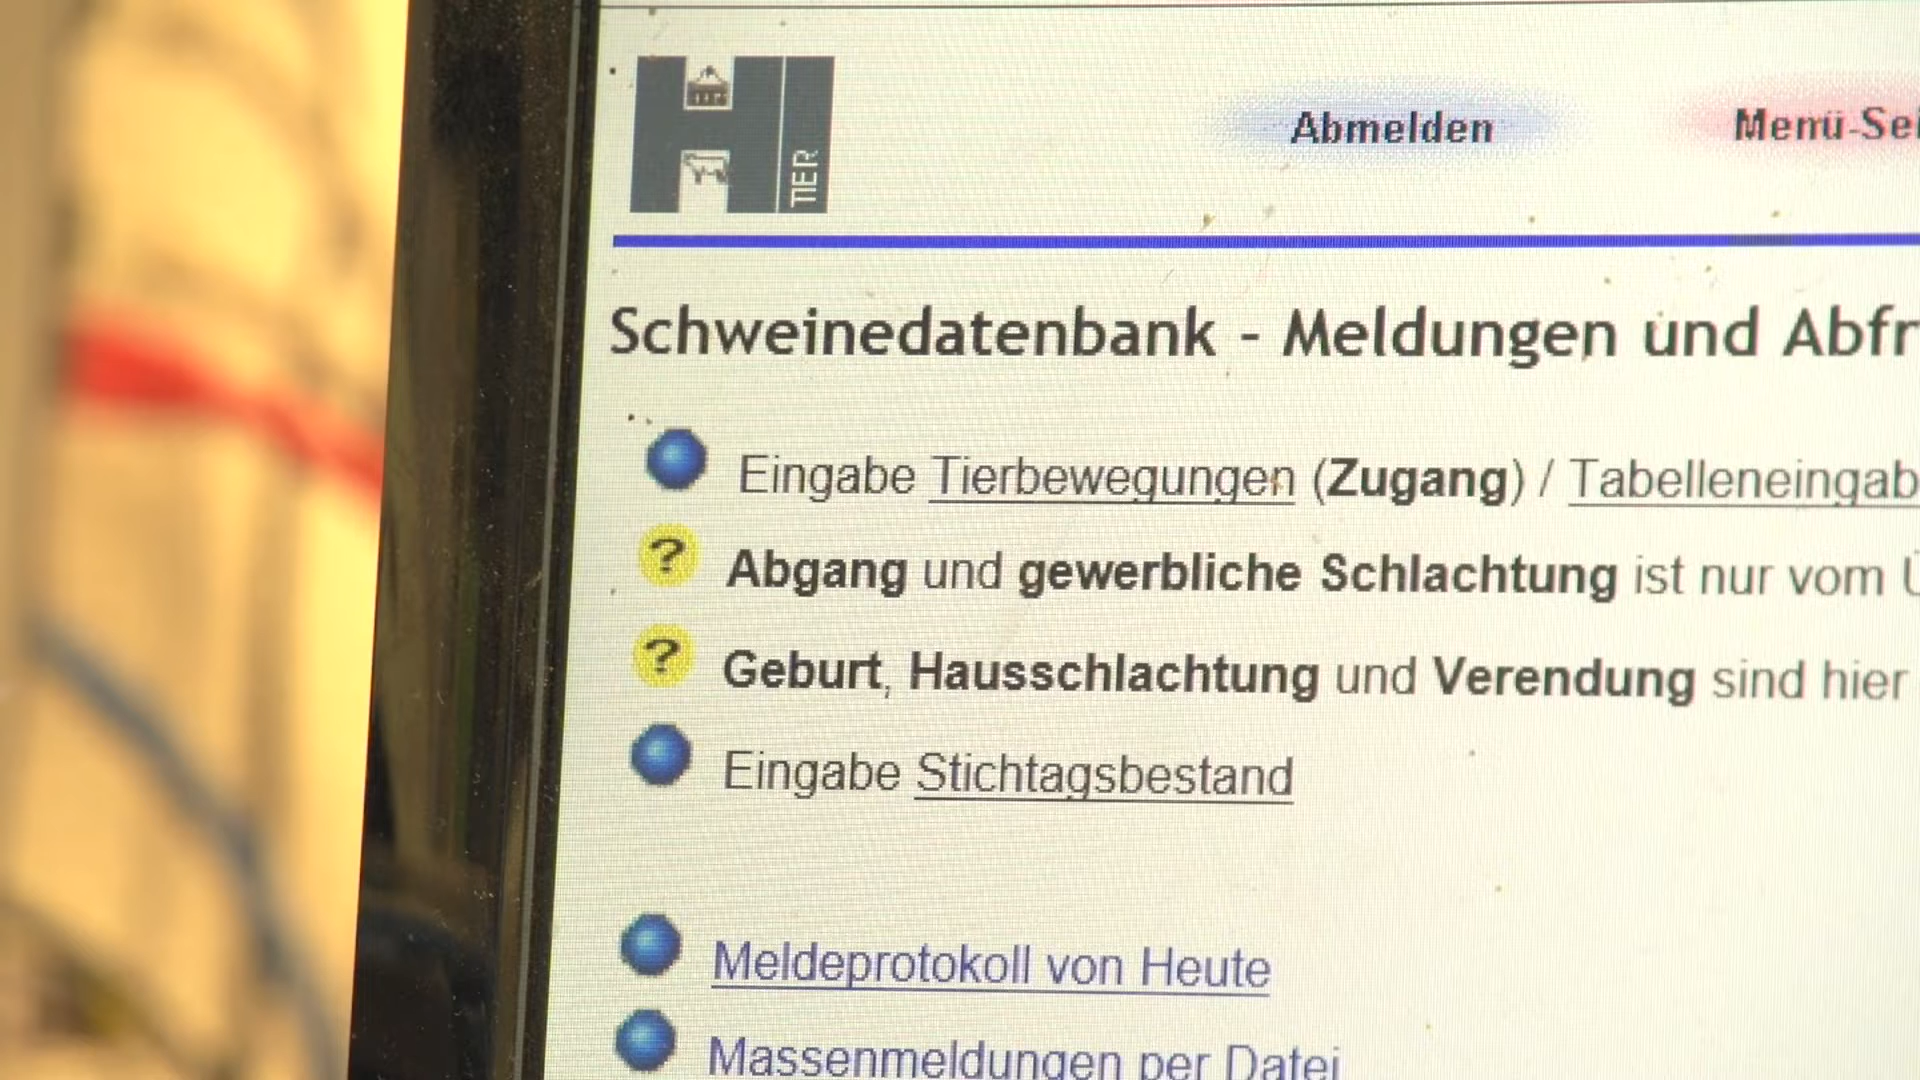 TIER
Abmelden
Menü-Sei
Schweinedatenbank - Meldungen und Abfr
Eingabe Tierbewegungen (Zugang) / Tabelleneingab
? Abgang und gewerbliche Schlachtung ist nur vom Ü
? Geburt, Hausschlachtung und Verendung sind hier
Eingabe Stichtagsbestand
Meldeprotokoll von Heute
Massenmeldungen per Datei